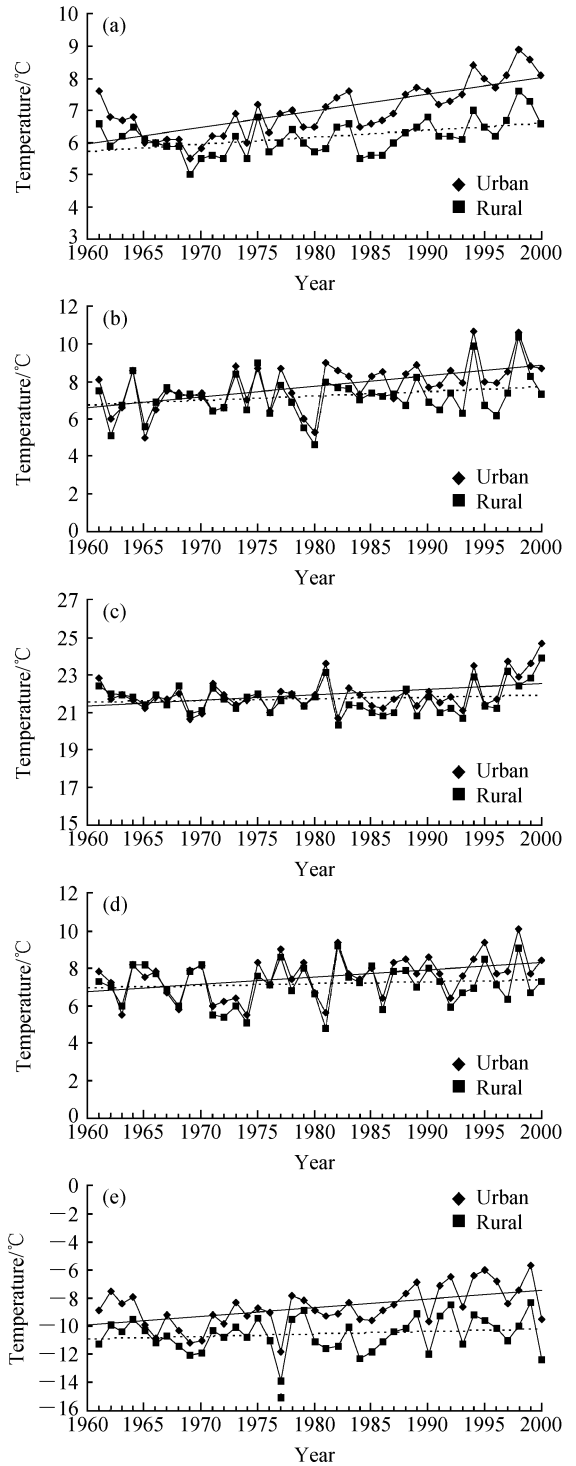 (a)
10
9
8
7
6
5
4
3
Temperature/℃
Urban
Rural
1960 1965 1970 1975 1980 1985 1990 1995 2000
Year
(b)
12
10
8
6
4
2
0
Temperature/℃
Urban
Rural
1960 1965 1970 1975 1980 1985 1990 1995 2000
Year
(c)
27
25
23
21
19
17
15
Temperature/℃
Urban
Rural
1960 1965 1970 1975 1980 1985 1990 1995 2000
Year
(d)
12
10
8
6
4
2
0
Temperature/℃
Urban
Rural
1960 1965 1970 1975 1980 1985 1990 1995 2000
Year
(e)
0
−2
−4
−6
−8
−10
−12
−14
−16
Temperature/℃
Urban
Rural
1960 1965 1970 1975 1980 1985 1990 1995 2000
Year